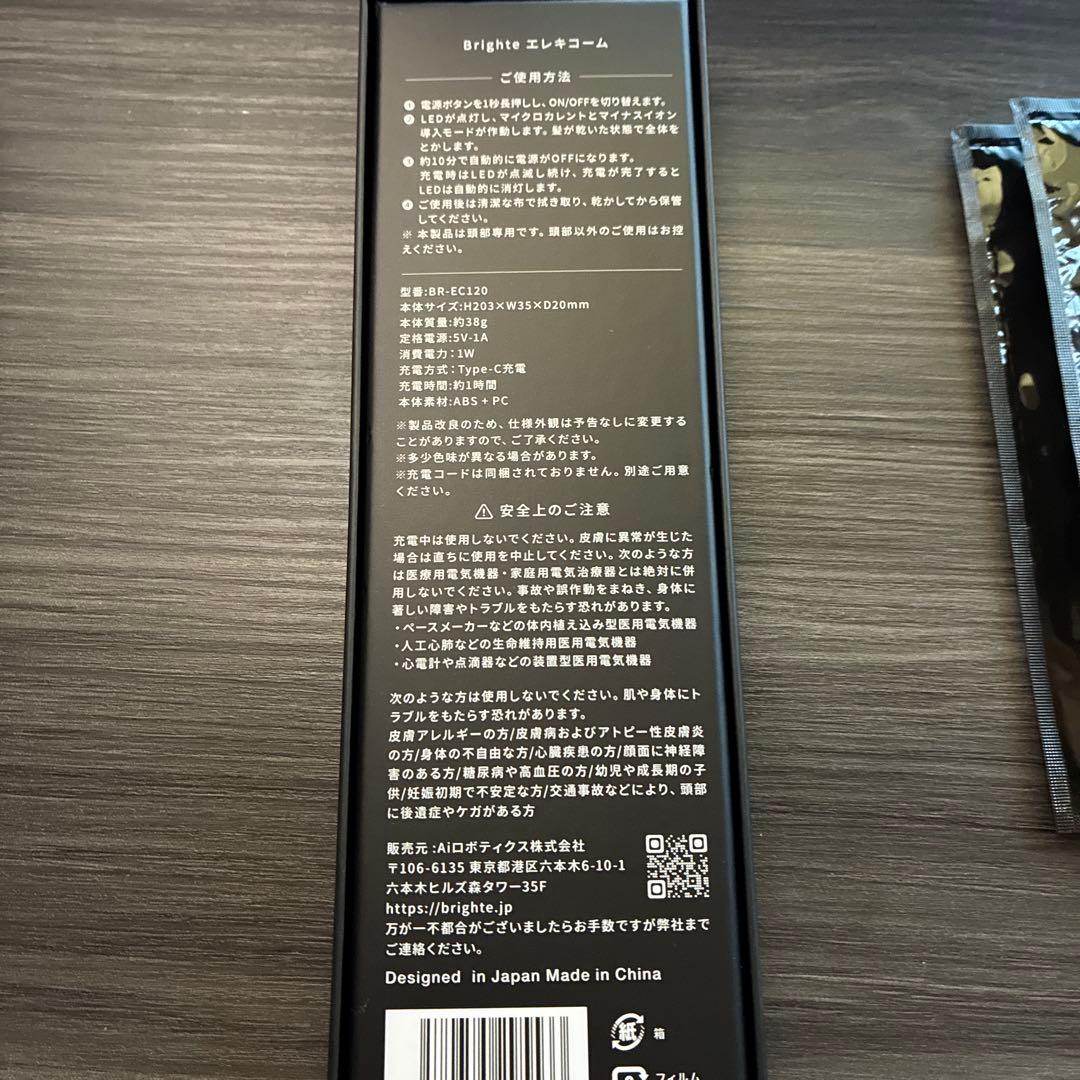 Brighte エレキコーム
ご使用方法
① 電源ボタンを1秒長押しし、ON/OFFを切り替えます。
② LEDが点灯し、マイクロカレントとマイナスイオン
導入モードが作動します。髪が乾いた状態で全体を
とかします。
③ 約10分で自動的に電源がOFFになります。
充電時はLEDが点滅し続け、充電が完了すると
LEDは自動的に消灯します。
④ ご使用後は清潔な布で拭き取り、乾かしてから保管
してください。
※ 本製品は頭部専用です。頭部以外のご使用はお控
えください。
型番:BR-EC120
本体サイズ:H203×W35×D20mm
本体質量:約38g
定格電源:5V-1A
消費電力:1W
充電方式:Type-C充電
充電時間:約1時間
本体素材:ABS + PC
※製品改良のため、仕様外観は予告なしに変更する
ことがありますので、ご了承ください。
※多少色味が異なる場合があります。
※充電コードは同梱されておりません。別途ご用意
ください。
⚠ 安全上のご注意
充電中は使用しないでください。皮膚に異常が生じた
場合は直ちに使用を中止してください。次のような方
は医療用電気機器・家庭用電気治療器とは絶対に併
用しないでください。事故や誤作動をまねき、身体に
著しい障害やトラブルをもたらす恐れがあります。
・ペースメーカーなどの体内植え込み型医用電気機器
・人工心肺などの生命維持用医用電気機器
・心電計や点滴器などの装置型医用電気機器
次のような方は使用しないでください。肌や身体にト
ラブルをもたらす恐れがあります。
皮膚アレルギーの方/皮膚病およびアトピー性皮膚炎
の方/身体の不自由な方/心臓疾患の方/顔面に神経障
害のある方/糖尿病や高血圧の方/幼児や成長期の子
供/妊娠初期で不安定な方/交通事故などにより、頭部
に後遺症やケガがある方
販売元:Aiロボティクス株式会社
〒106-6135 東京都港区六本木6-10-1
六本木ヒルズ森タワー35F
https://brighte.jp
万が一不都合がございましたらお手数ですが弊社まで
ご連絡ください。
Designed in Japan Made in China
紙 箱
フィルム